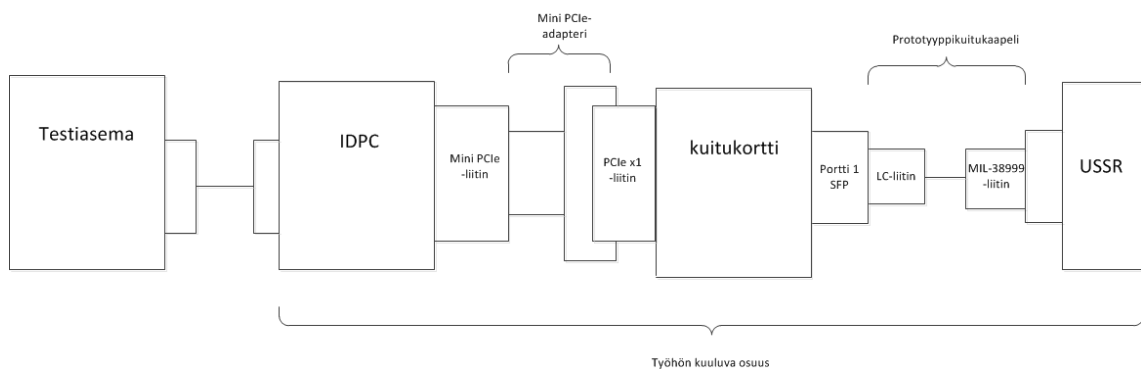 Mini PCIe-
adapteri
Prototyyppikuitukaapeli
Testiasema
IDPC
Mini PCIe
-liitin
PCIe x1
-liitin
kuitukortti
Portti 1
SFP
LC-liitin
MIL-38999
-liitin
USSR
Työhön kuuluva osuus